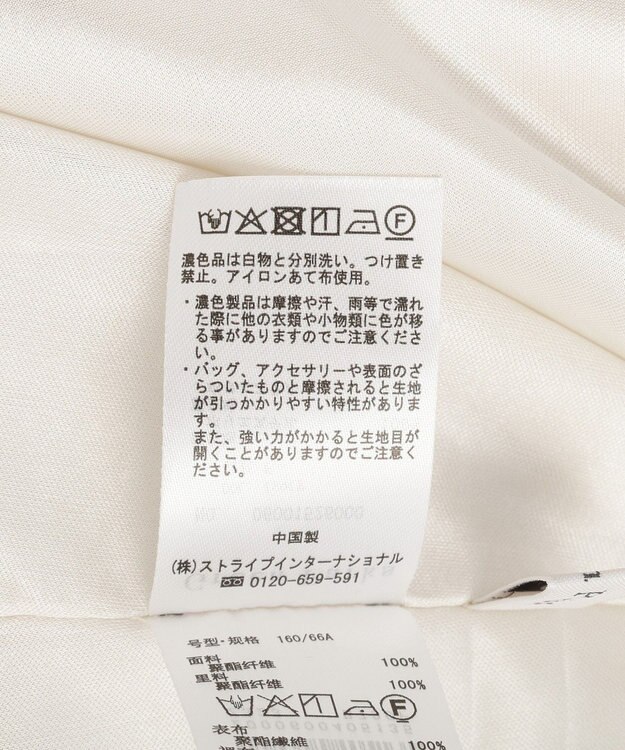 F
濃色品は白物と分別洗い。つけ置き
禁止。アイロンあて布使用。
・濃色製品は摩擦や汗、雨等で濡れ
た際に他の衣類や小物類に色が移
る事がありますのでご注意くださ
い。
・バッグ、アクセサリーや表面のざ
らついたものと摩擦されると生地
が引っかかりやすい特性がありま
す。
また、強い力がかかると生地目が
開くことがありますのでご注意く
ださい。
中国製
(株)ストライプインターナショナル
0120-659-591
号型・规格 160/66A
面料
聚酯纤维 100%
里料
聚酯纤维 100%
F
表布
聚酯纖維 100%